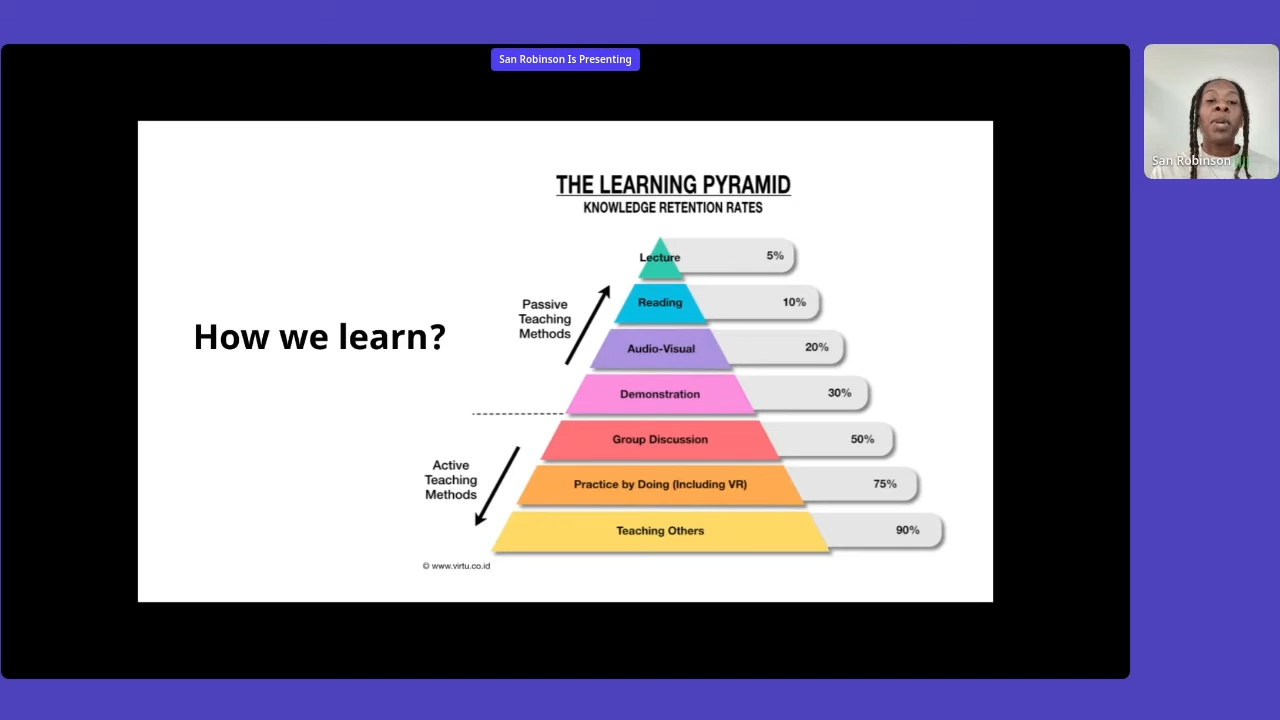 San Robinson Is Presenting
San Robinson
THE LEARNING PYRAMID
KNOWLEDGE RETENTION RATES
How we learn?
Lecture 5%
Reading 10%
Audio-Visual 20%
Demonstration 30%
Group Discussion 50%
Practice by Doing (Including VR) 75%
Teaching Others 90%
Passive
Teaching
Methods
Active
Teaching
Methods
© www.virtu.co.id